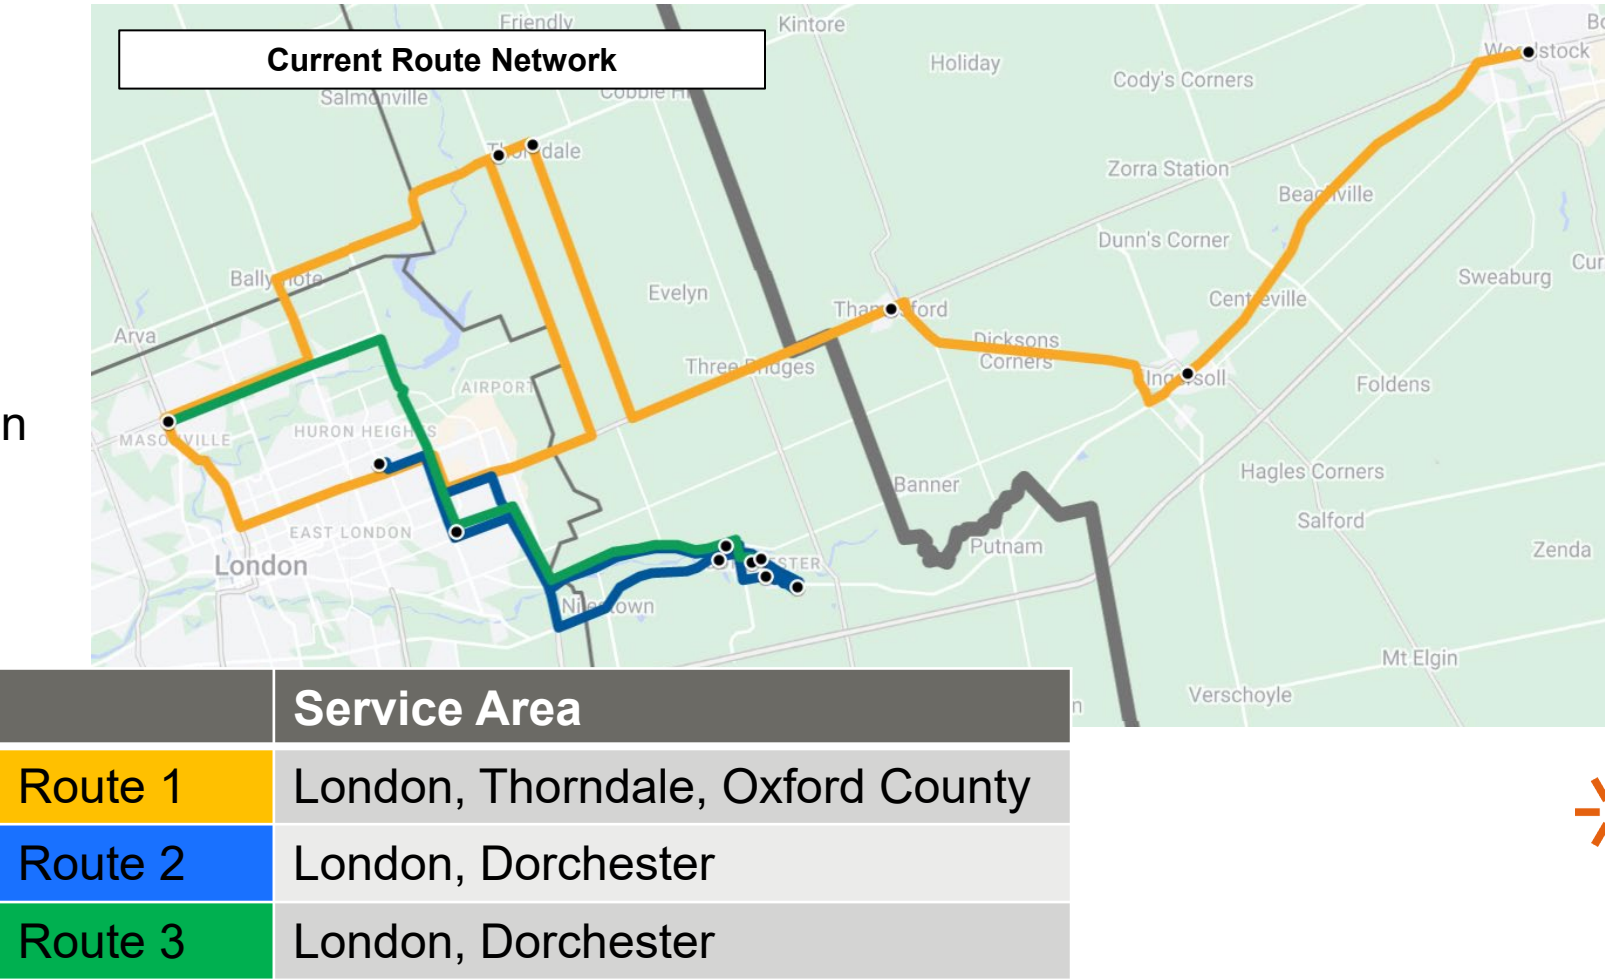 Friendly
Kintore
Current Route Network
Holiday
Cody's Corners
Salmonville
Zorra Station
Dunn's Corner
Sweaburg
Evelyn
Arva
Dicksons
Corners
AIRPORT
Foldens
n
HURON HEIGHTS
Hagles Corners
Banner
EAST LONDON
Salford
Putnam
Zenda
London
Mt Elgin
Verschoyle
n
Service Area
Route 1 London, Thorndale, Oxford County
Route 2 London, Dorchester
Route 3 London, Dorchester